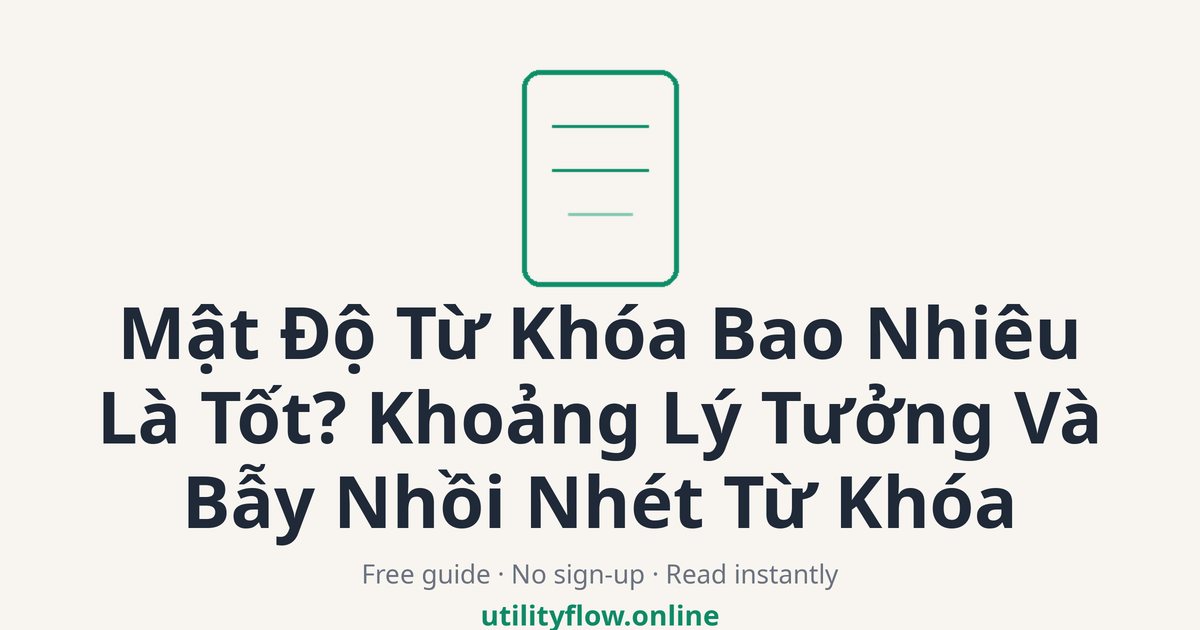 Mật Độ Từ Khóa Bao Nhiêu
Là Tốt? Khoảng Lý Tưởng Và
Bẫy Nhồi Nhét Từ Khóa
Free guide · No sign-up · Read instantly
utilityflow.online